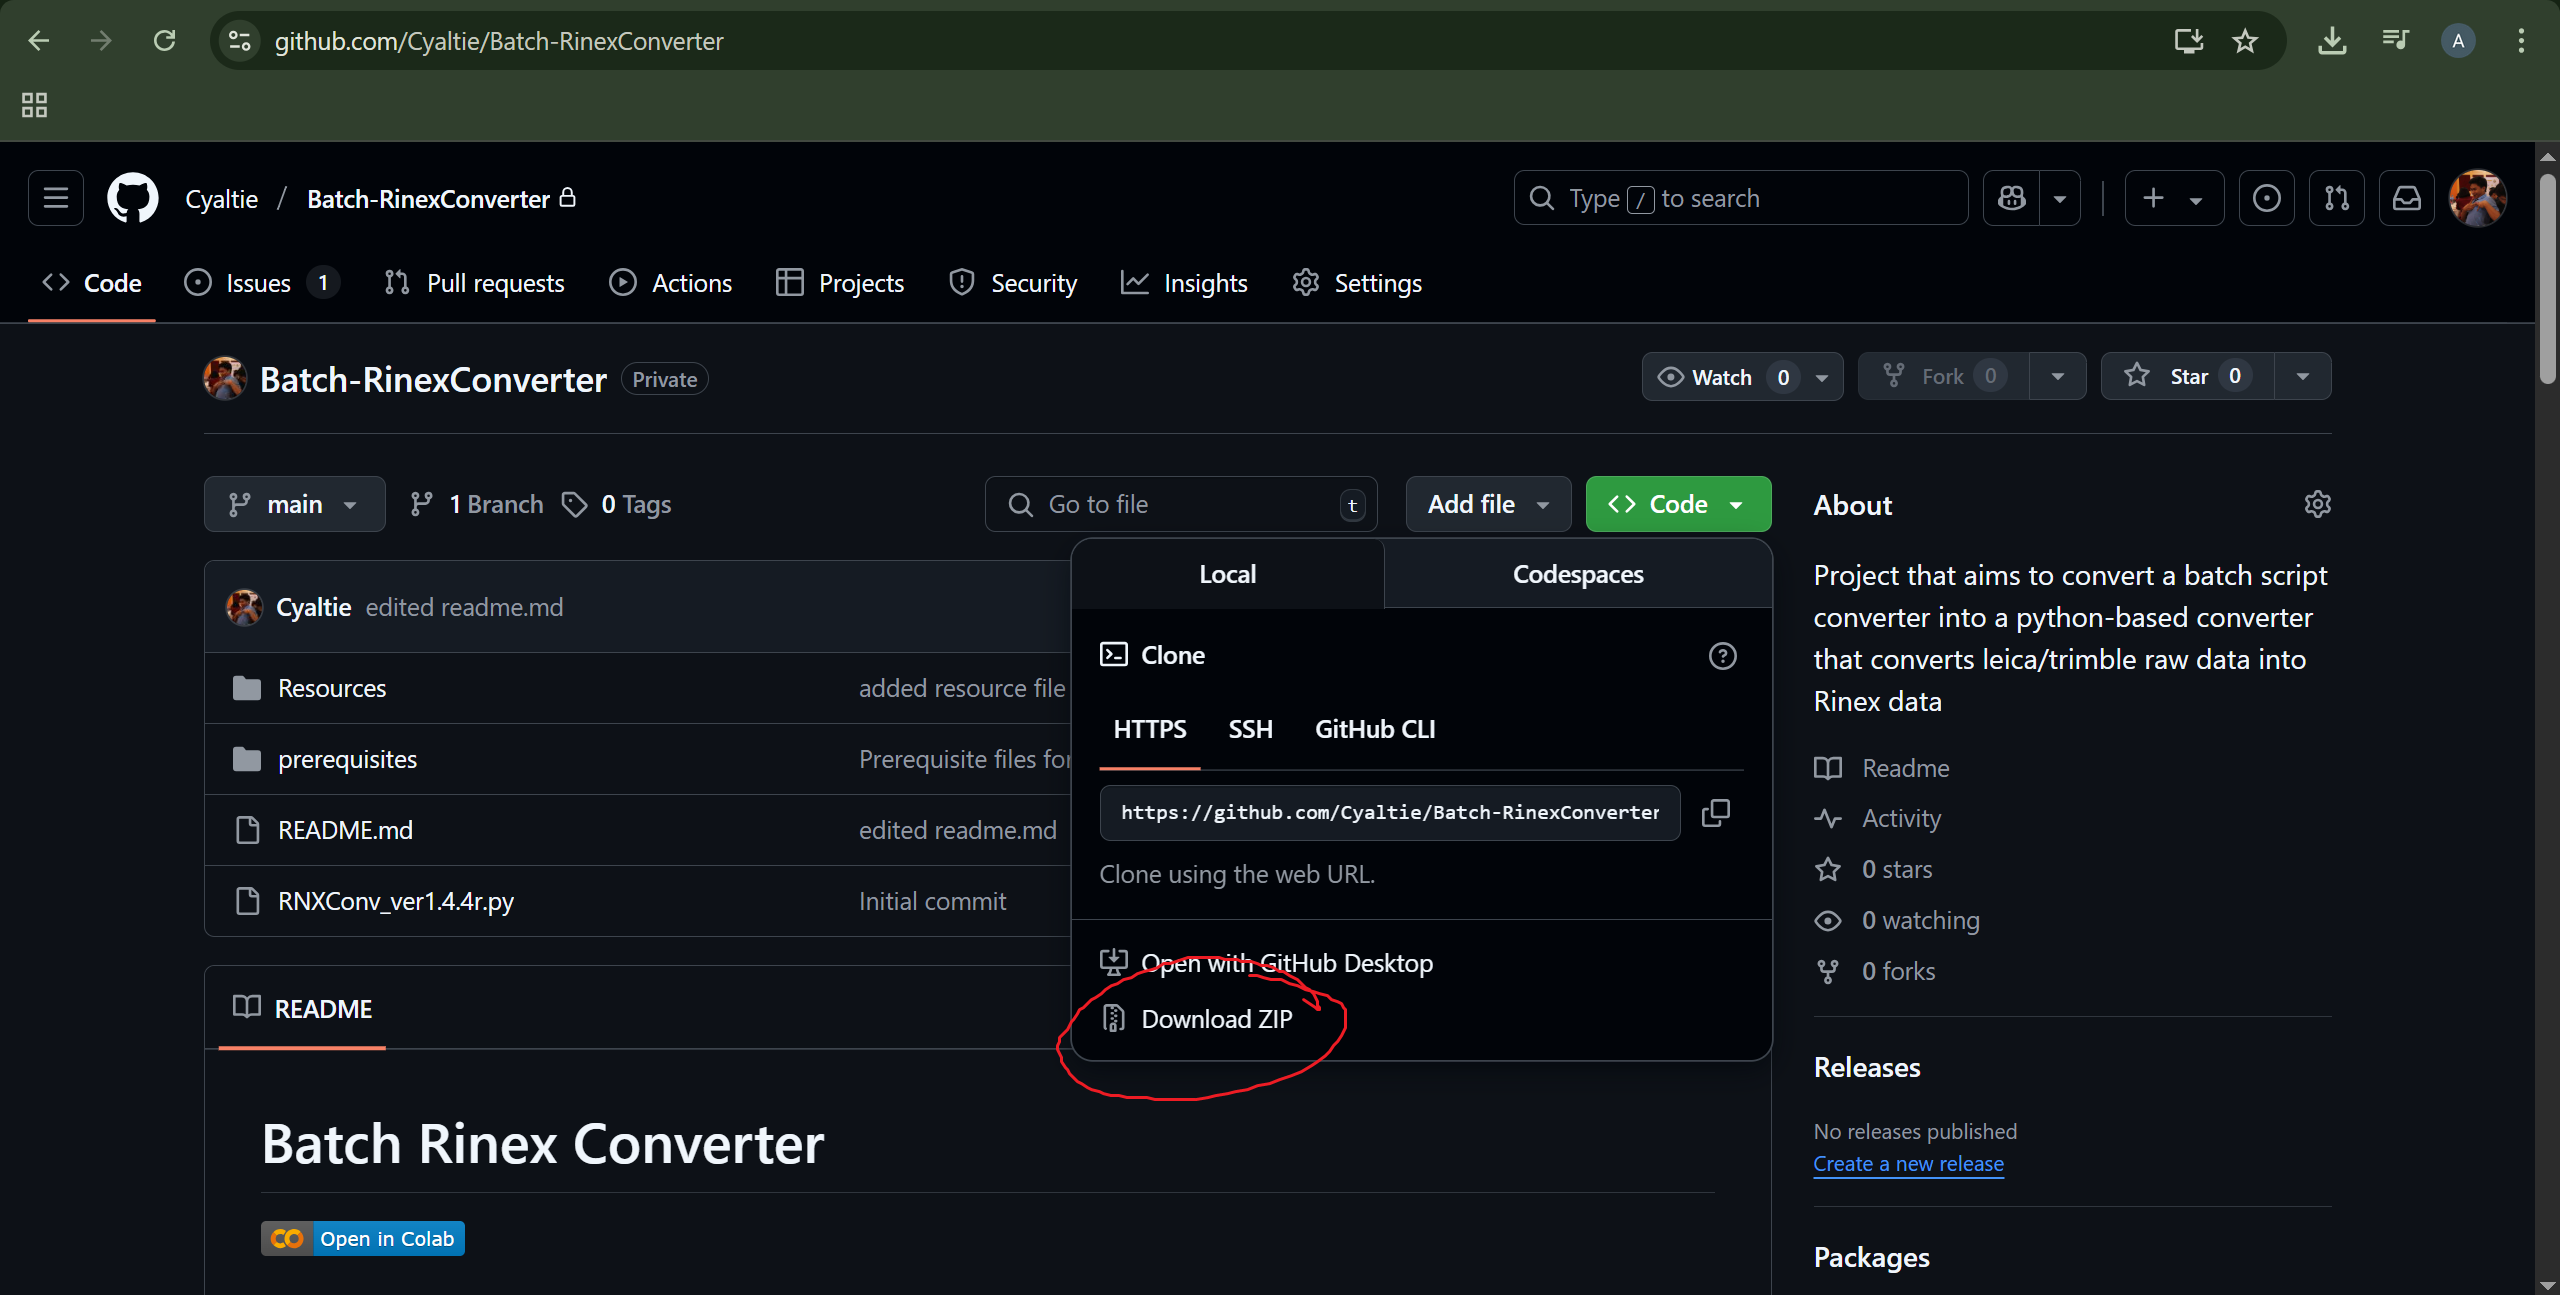 github.com/Cyaltie/Batch-RinexConverter
A
Cyaltie / Batch-RinexConverter
Type / to search
Code
Issues 1
Pull requests
Actions
Projects
Security
Insights
Settings
Batch-RinexConverter Private
Watch 0
Fork 0
Star 0
main
1 Branch
0 Tags
Go to file t
Add file
Code
Local
Codespaces
Clone
HTTPS SSH GitHub CLI
https://github.com/Cyaltie/Batch-RinexConverter
Clone using the web URL.
Open with GitHub Desktop
Download ZIP
Cyaltie edited readme.md
Resources added resource file
prerequisites Prerequisite files for
README.md edited readme.md
RNXConv_ver1.4.4r.py Initial commit
README
Batch Rinex Converter
Open in Colab
About
Project that aims to convert a batch script
converter into a python-based converter
that converts leica/trimble raw data into
Rinex data
Readme
Activity
0 stars
0 watching
0 forks
Releases
No releases published
Create a new release
Packages